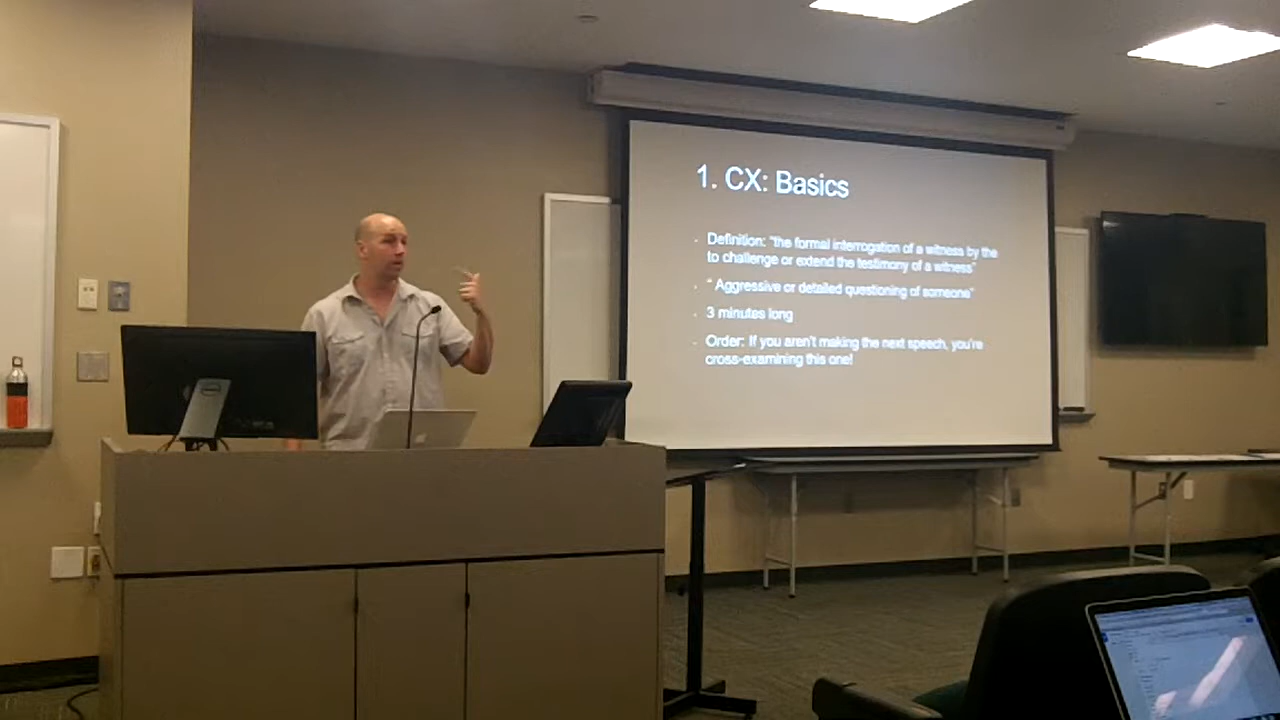 1. CX: Basics
Definition: "the formal interrogation of a witness by the
to challenge or extend the testimony of a witness"
" Aggressive or detailed questioning of someone"
3 minutes long
Order: If you aren't making the next speech, you're
cross-examining this one!
DELL